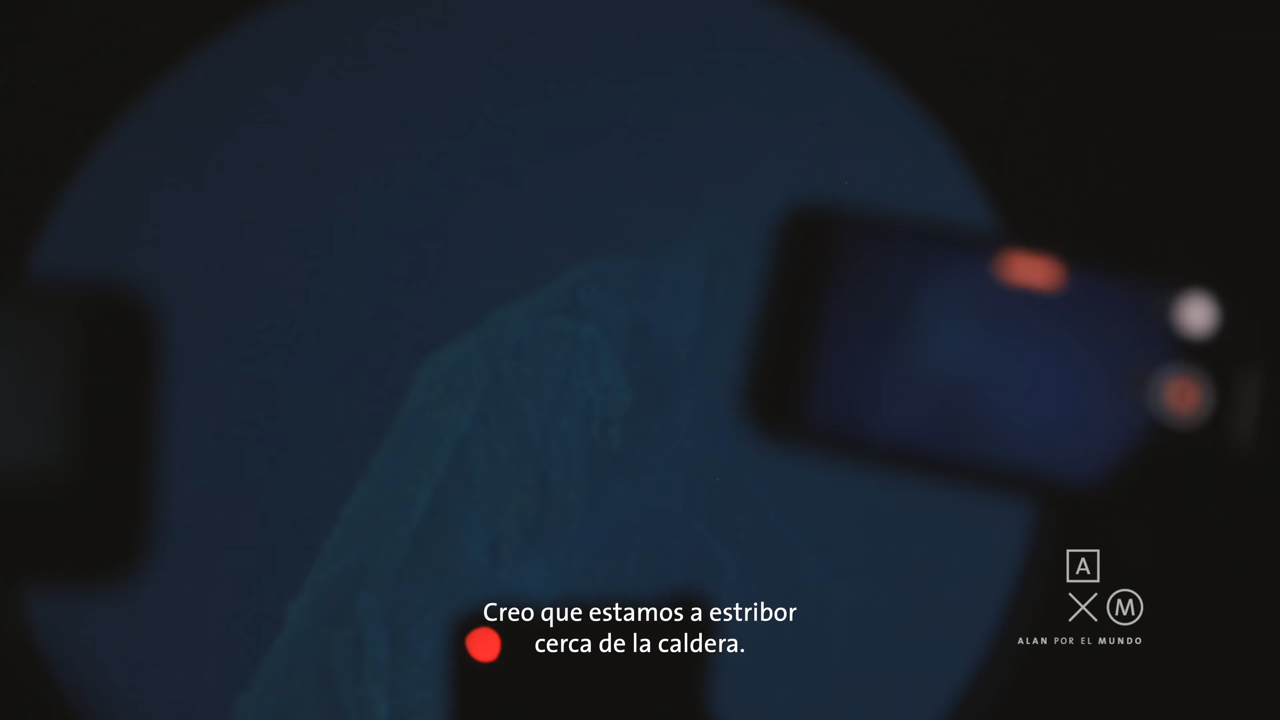 A
M
ALAN POR EL MUNDO
Creo que estamos a estribor
cerca de la caldera.